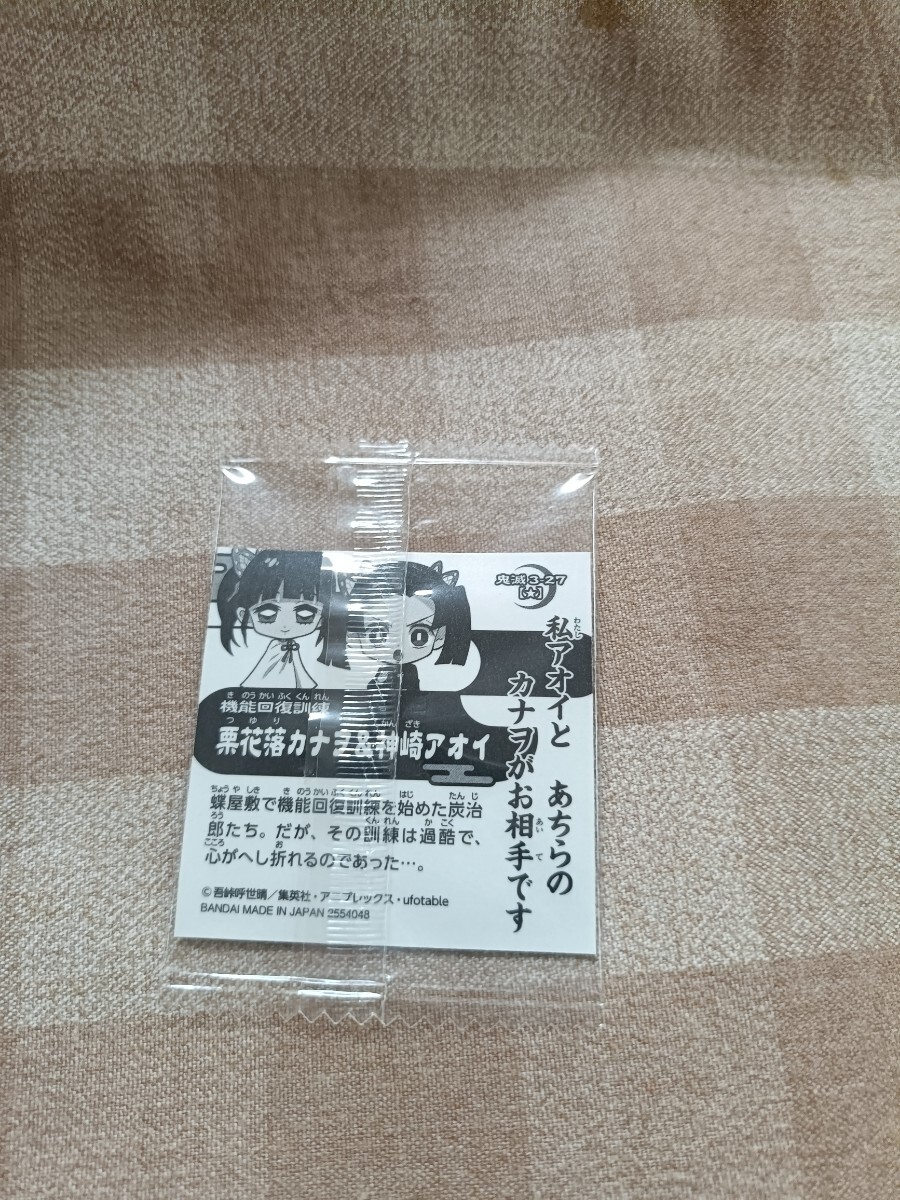 鬼滅3-27
[★]
私アオイと あちらの
カナヲがお相手です
機能回復訓練
栗花落カナヲ&神崎アオイ
蝶屋敷で機能回復訓練を始めた炭治
郎たち。だが、その訓練は過酷で、
心がへし折れるのであった…。
©吾峠呼世晴/集英社・アニプレックス・ufotable
BANDAI MADE IN JAPAN 2554048